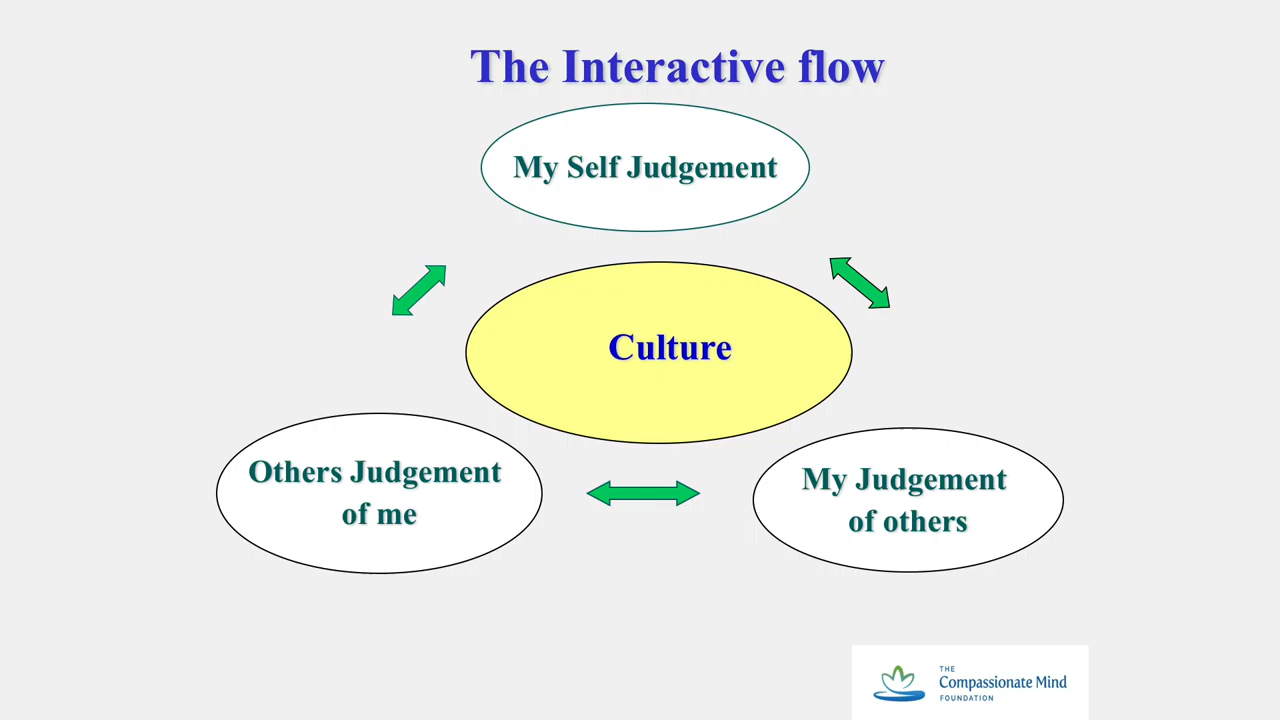 The Interactive flow
My Self Judgement
Culture
Others Judgement
of me
My Judgement
of others
THE
Compassionate Mind
FOUNDATION